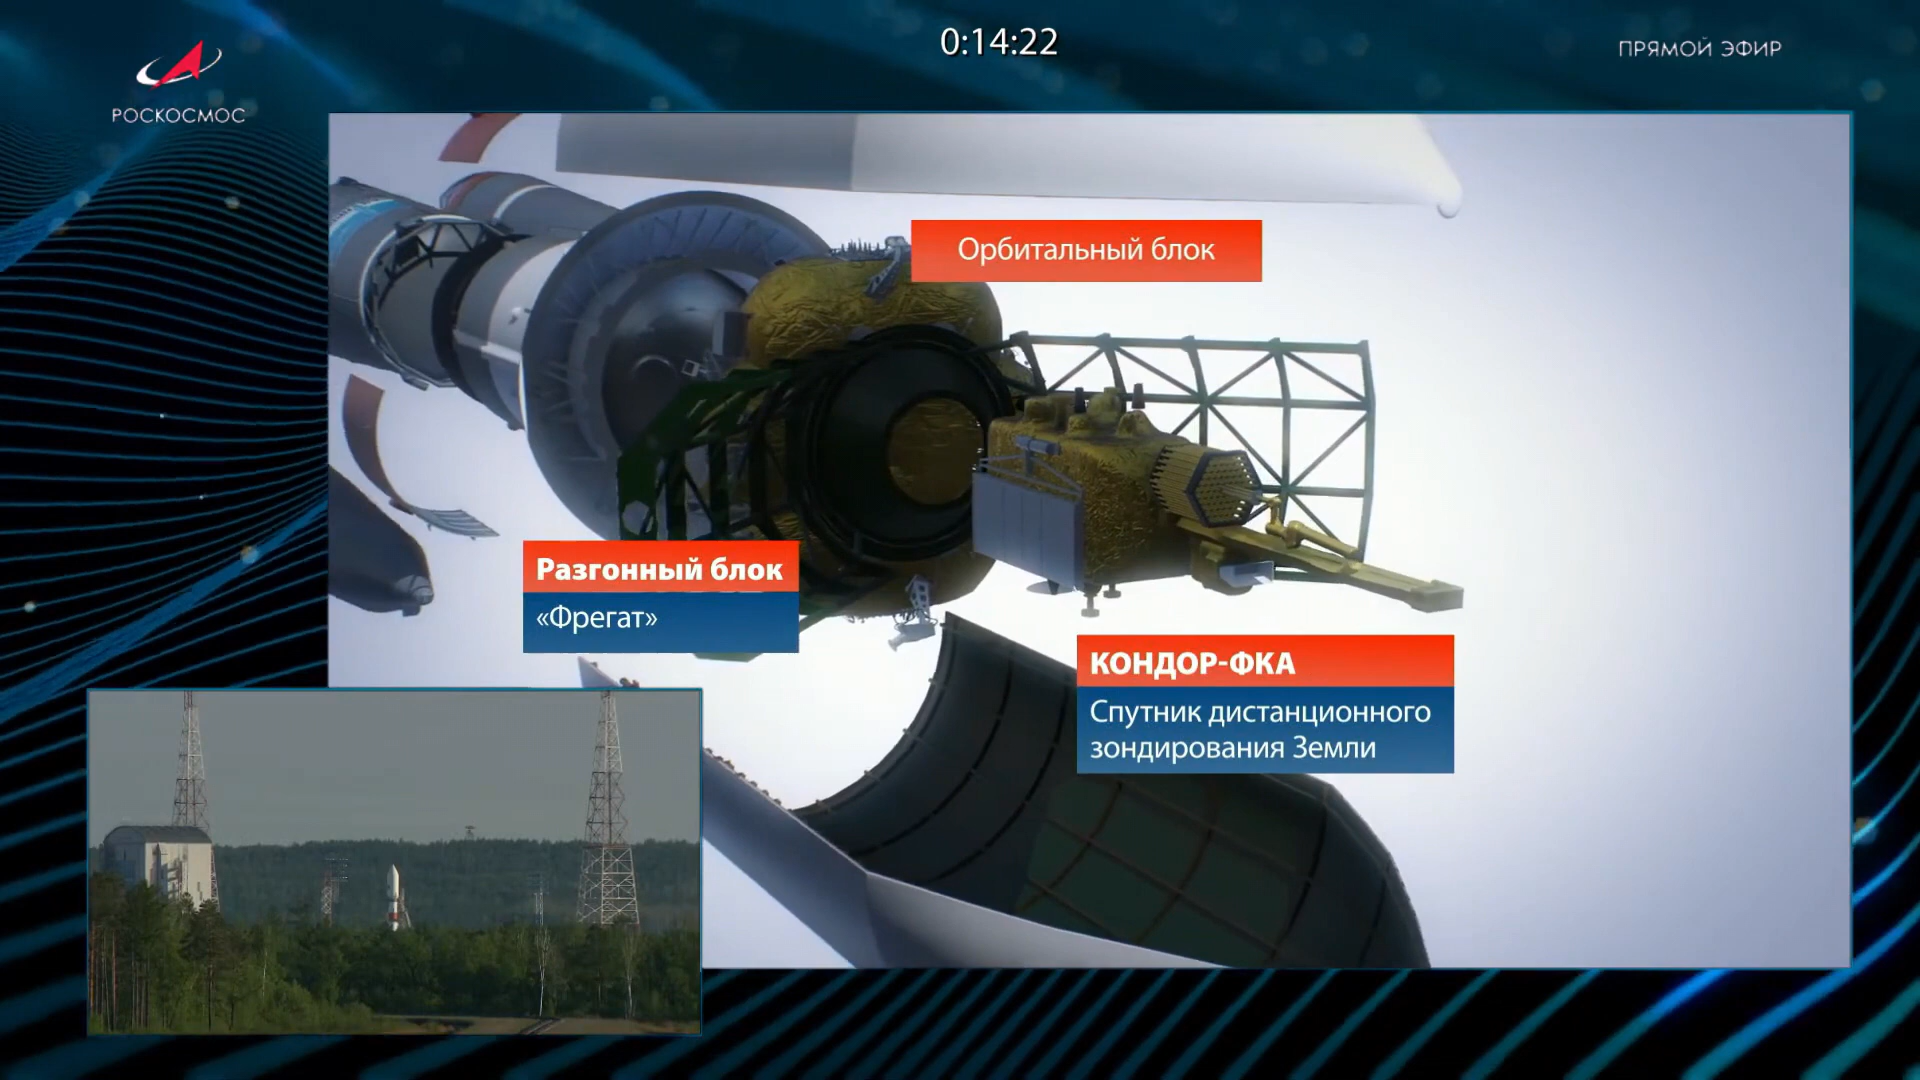 0:14:22
ПРЯМОЙ ЭФИР
РОСКОСМОС
Орбитальный блок
Разгонный блок
«Фрегат»
КОНДОР-ФКА
Спутник дистанционного
зондирования Земли